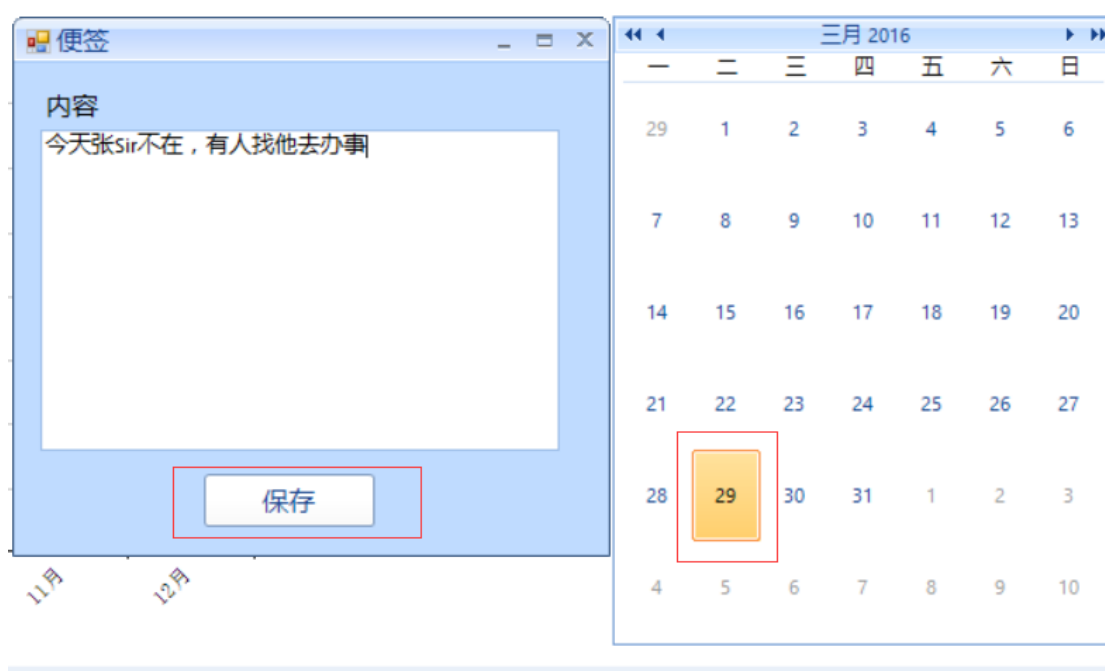 便签
内容
今天张Sir不在，有人找他去办事
保存
11月 12月
三月 2016
一 二 三 四 五 六 日
29 1 2 3 4 5 6
7 8 9 10 11 12 13
14 15 16 17 18 19 20
21 22 23 24 25 26 27
28 29 30 31 1 2 3
4 5 6 7 8 9 10